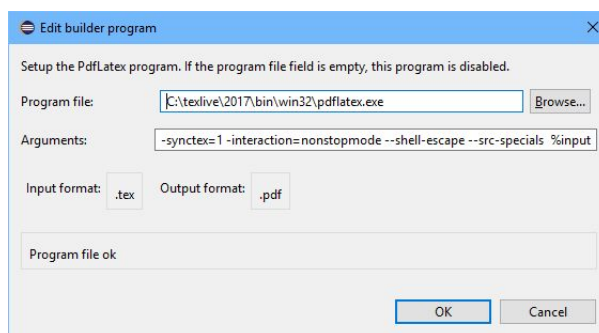 Edit builder program
Setup the PdfLatex program. If the program file field is empty, this program is disabled.
Program file: C:\texlive\2017\bin\win32\pdflatex.exe Browse...
Arguments: -synctex=1 -interaction=nonstopmode --shell-escape --src-specials %input
Input format: .tex Output format: .pdf
Program file ok
OK Cancel